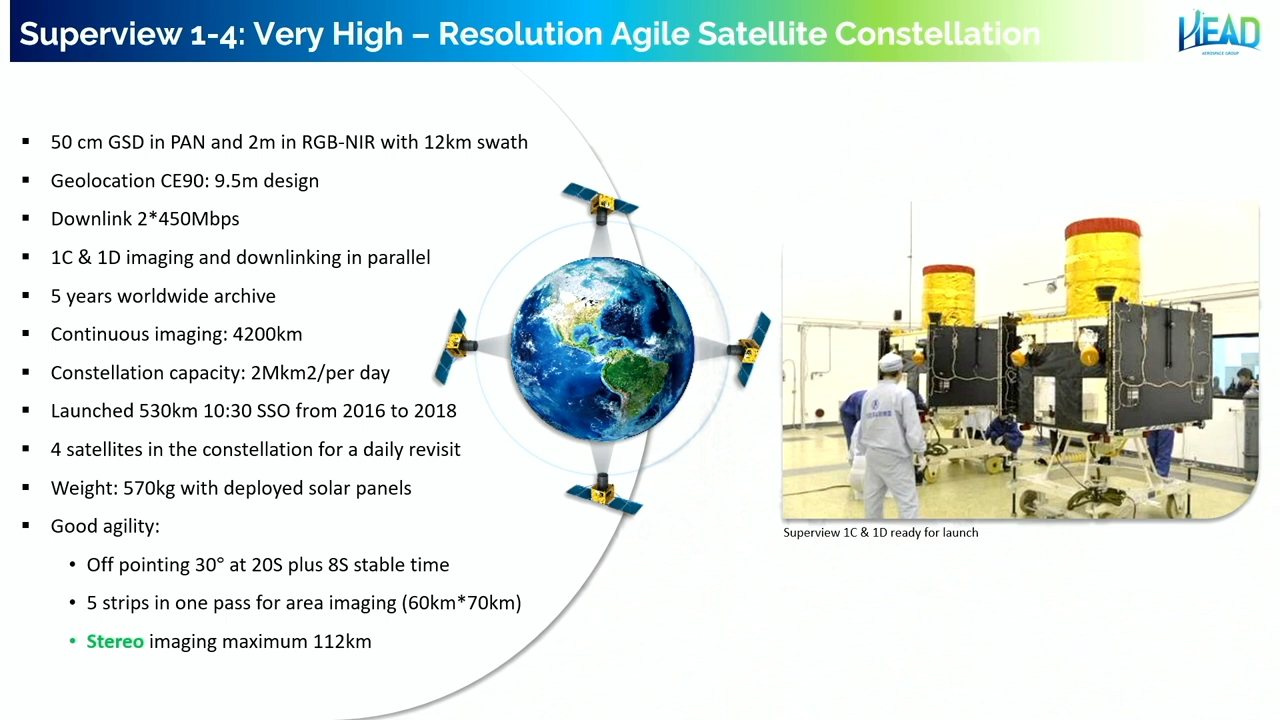 Superview 1-4: Very High – Resolution Agile Satellite Constellation
HEAD
AEROSPACE GROUP
▪ 50 cm GSD in PAN and 2m in RGB-NIR with 12km swath
▪ Geolocation CE90: 9.5m design
▪ Downlink 2*450Mbps
▪ 1C & 1D imaging and downlinking in parallel
▪ 5 years worldwide archive
▪ Continuous imaging: 4200km
▪ Constellation capacity: 2Mkm2/per day
▪ Launched 530km 10:30 SSO from 2016 to 2018
▪ 4 satellites in the constellation for a daily revisit
▪ Weight: 570kg with deployed solar panels
▪ Good agility:
• Off pointing 30° at 20S plus 8S stable time
• 5 strips in one pass for area imaging (60km*70km)
• Stereo imaging maximum 112km
Superview 1C & 1D ready for launch